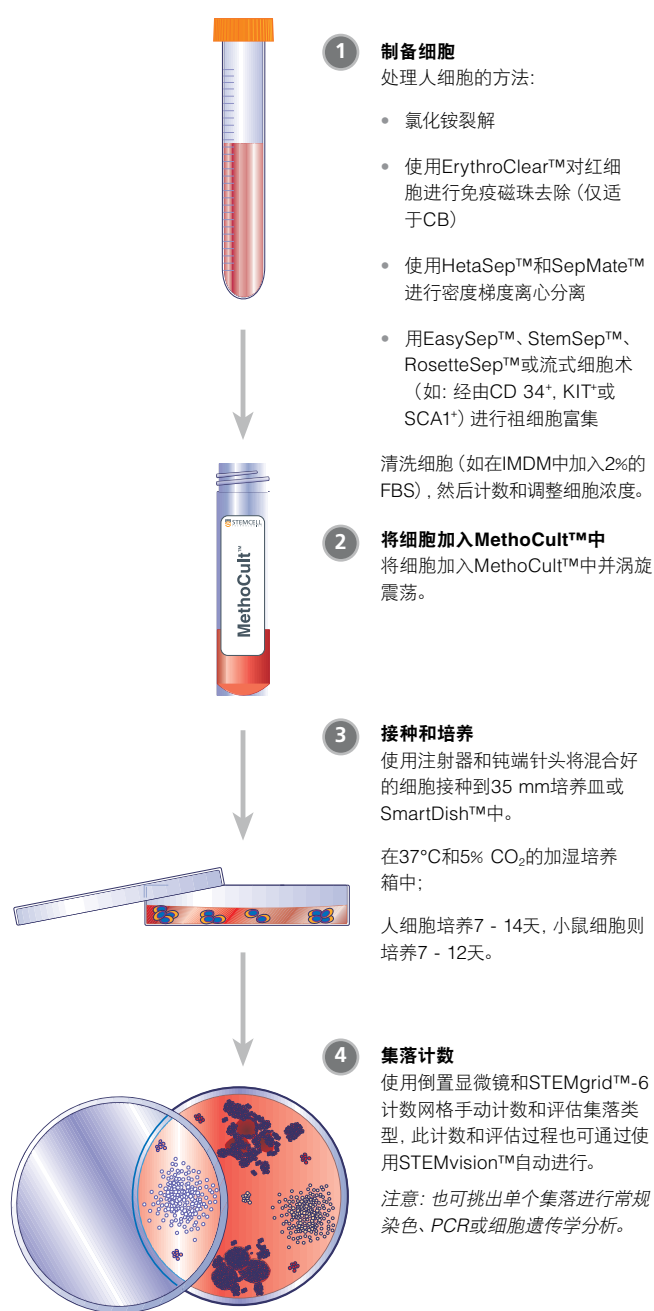 1
制备细胞
处理人细胞的方法:
• 氯化铵裂解
• 使用ErythroClear™对红细
胞进行免疫磁珠去除（仅适
于CB）
• 使用HetaSep™和SepMate™
进行密度梯度离心分离
• 用EasySep™、StemSep™、
RosetteSep™或流式细胞术
（如: 经由CD 34⁺, KIT⁺或
SCA1⁺）进行祖细胞富集
清洗细胞（如在IMDM中加入2%的
FBS）, 然后计数和调整细胞浓度。
STEMCELL
MethoCult™
2
将细胞加入MethoCult™中
将细胞加入MethoCult™中并涡旋
震荡。
3
接种和培养
使用注射器和钝端针头将混合好
的细胞接种到35 mm培养皿或
SmartDish™中。
在37°C和5% CO₂的加湿培养
箱中;
人细胞培养7 - 14天, 小鼠细胞则
培养7 - 12天。
4
集落计数
使用倒置显微镜和STEMgrid™-6
计数网格手动计数和评估集落类
型, 此计数和评估过程也可通过使
用STEMvision™自动进行。
注意: 也可挑出单个集落进行常规
染色、PCR或细胞遗传学分析。